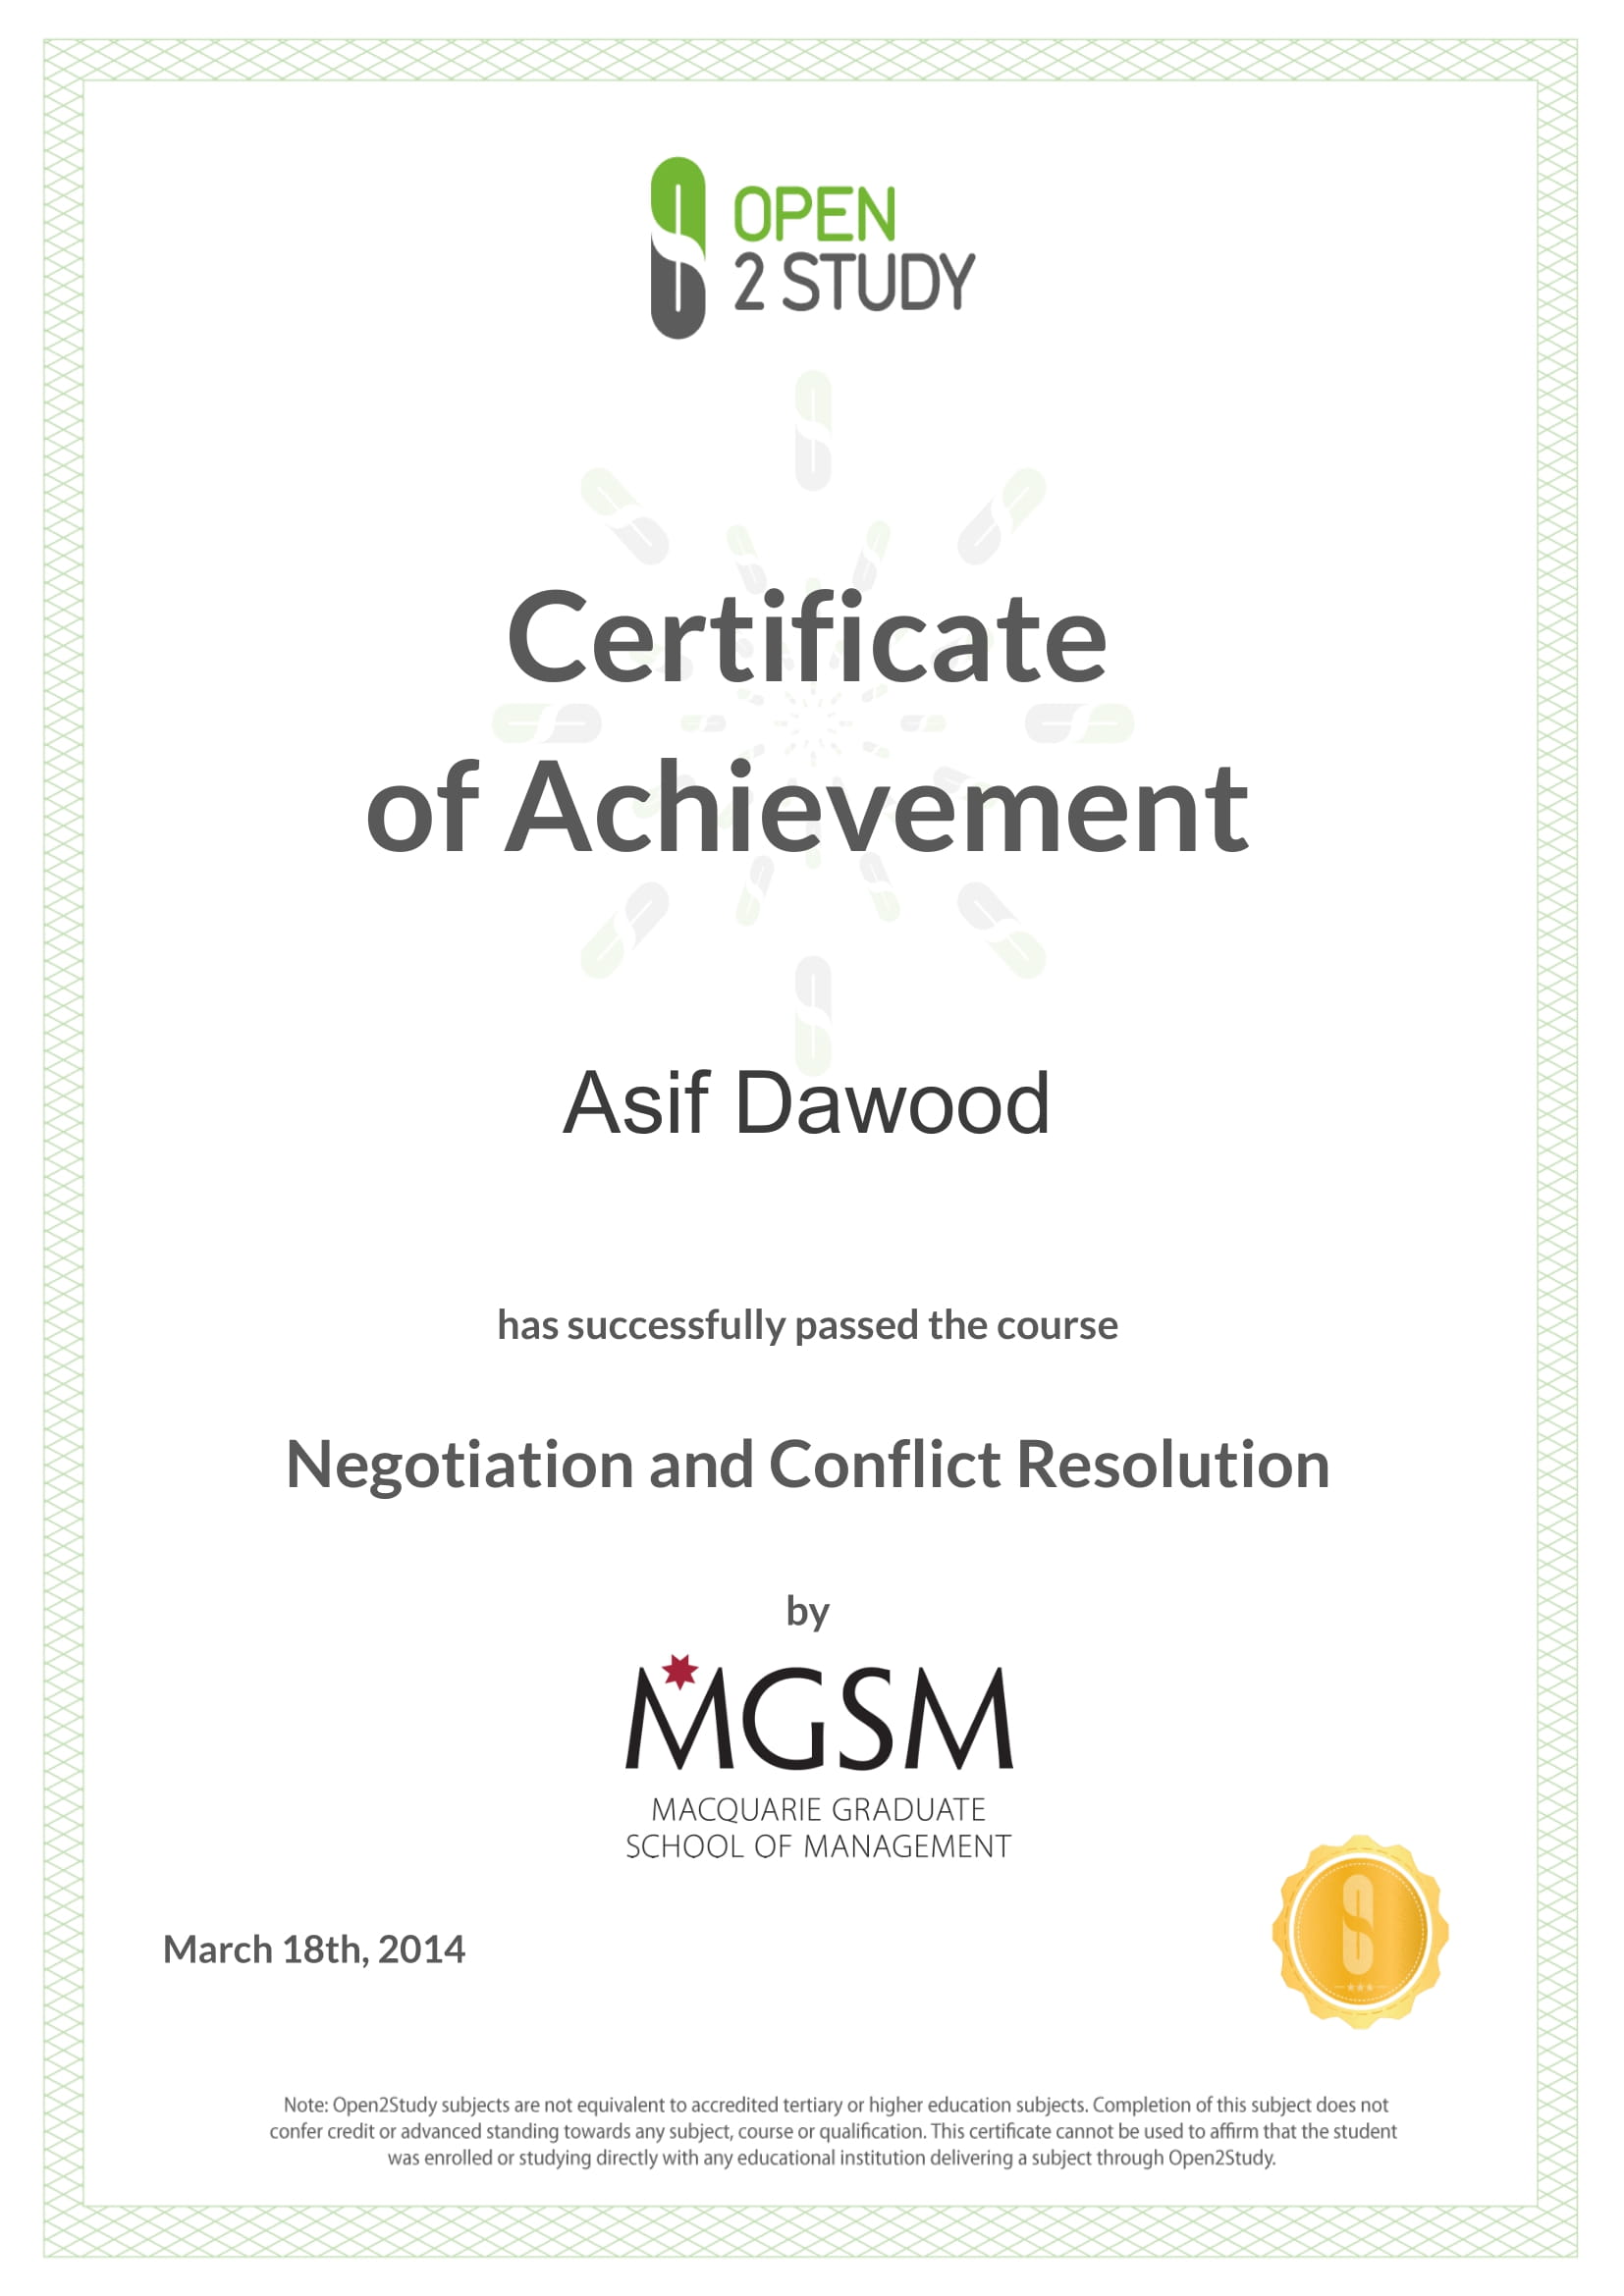 OPEN
2 STUDY
Certificate
of Achievement
Asif Dawood
has successfully passed the course
Negotiation and Conflict Resolution
by
MGSM
MACQUARIE GRADUATE
SCHOOL OF MANAGEMENT
March 18th, 2014
Note: Open2Study subjects are not equivalent to accredited tertiary or higher education subjects. Completion of this subject does not
confer credit or advanced standing towards any subject, course or qualification. This certificate cannot be used to affirm that the student
was enrolled or studying directly with any educational institution delivering a subject through Open2Study.